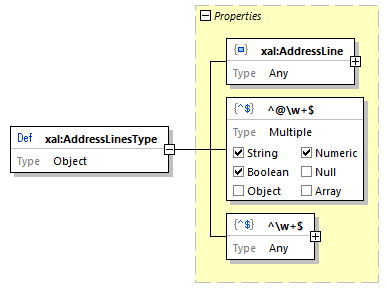 Properties
{▪} xal:AddressLine
Type Any
{^$} ^@\w+$
Type Multiple
String Numeric
Boolean Null
Object Array
Def xal:AddressLinesType
Type Object
{^$} ^\w+$
Type Any